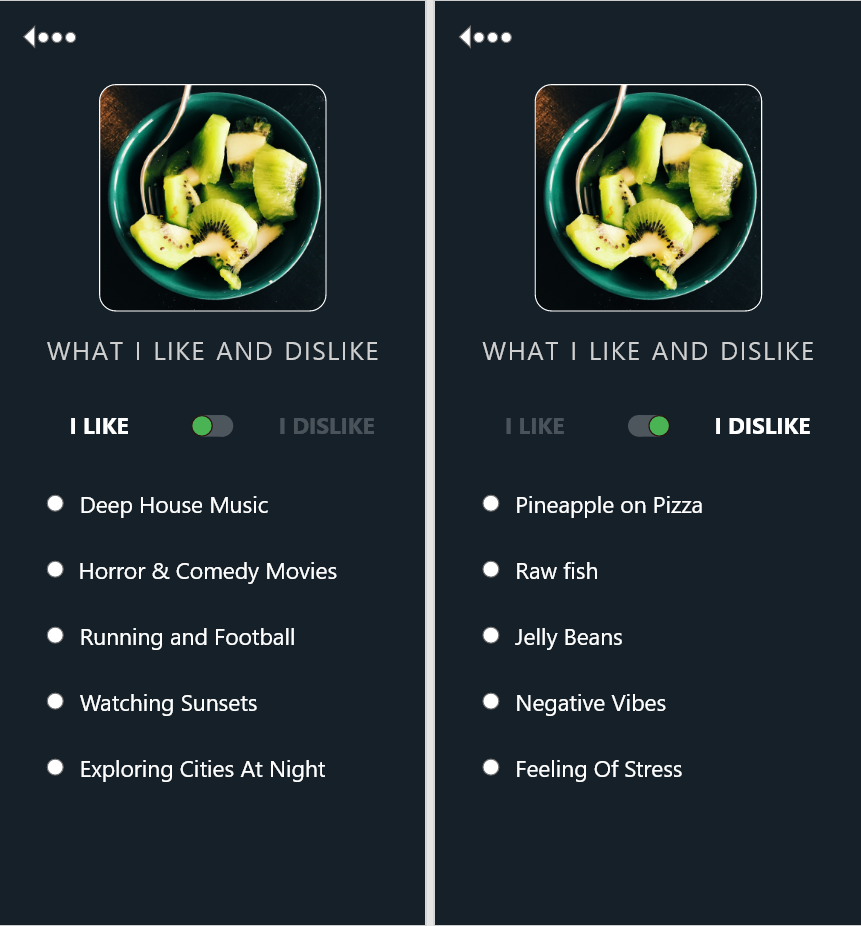 WHAT I LIKE AND DISLIKE
I LIKE
I DISLIKE
Deep House Music
Horror & Comedy Movies
Running and Football
Watching Sunsets
Exploring Cities At Night
WHAT I LIKE AND DISLIKE
I LIKE
I DISLIKE
Pineapple on Pizza
Raw fish
Jelly Beans
Negative Vibes
Feeling Of Stress